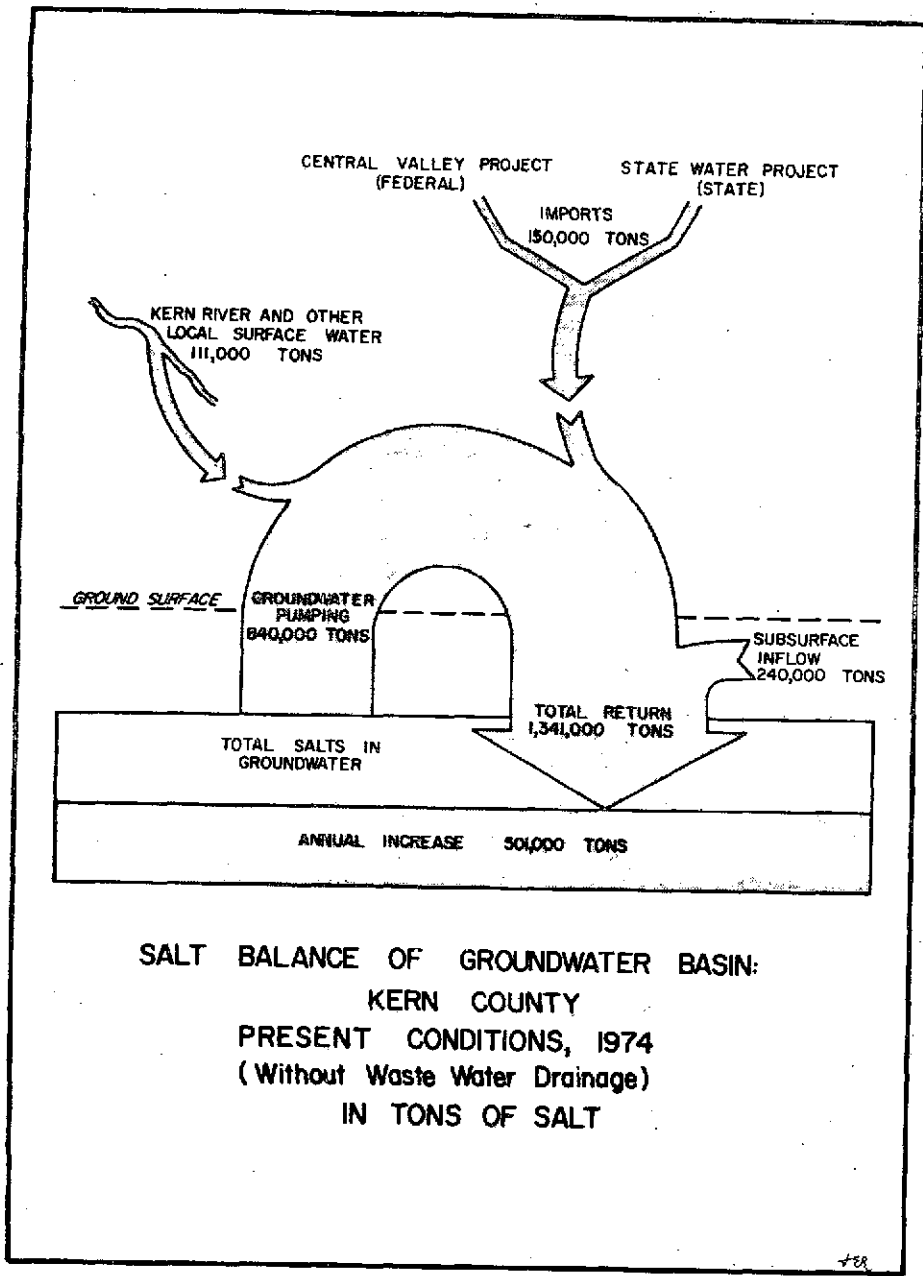 CENTRAL VALLEY PROJECT
(FEDERAL)
STATE WATER PROJECT
(STATE)
IMPORTS
150,000 TONS
KERN RIVER AND OTHER
LOCAL SURFACE WATER
111,000 TONS
GROUND SURFACE
GROUNDWATER
PUMPING
840,000 TONS
SUBSURFACE
INFLOW
240,000 TONS
TOTAL RETURN
1,341,000 TONS
TOTAL SALTS IN
GROUNDWATER
ANNUAL INCREASE 501,000 TONS
SALT BALANCE OF GROUNDWATER BASIN:
KERN COUNTY
PRESENT CONDITIONS, 1974
(Without Waste Water Drainage)
IN TONS OF SALT